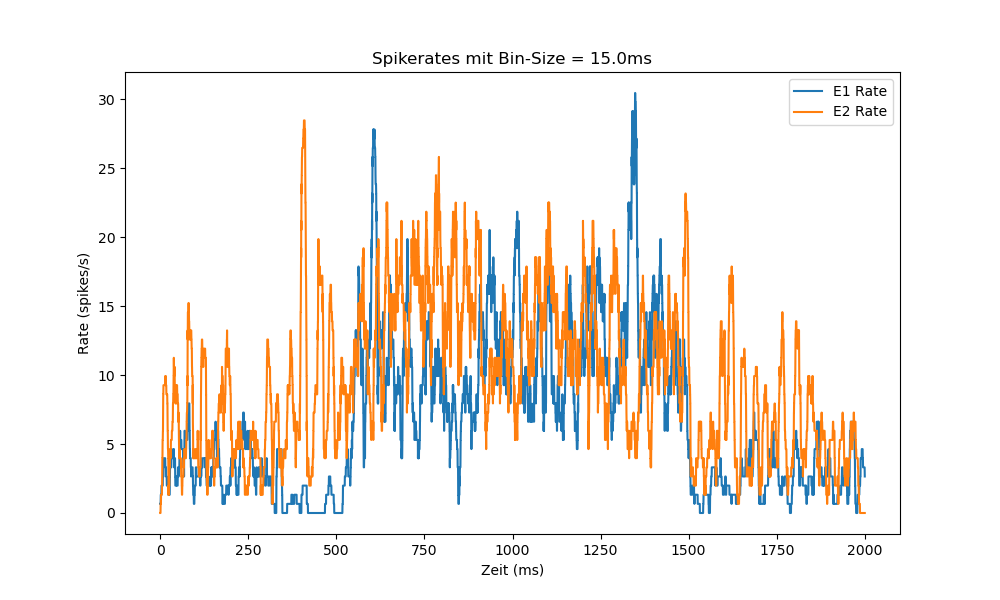 Spikerates mit Bin-Size = 15.0ms
E1 Rate
E2 Rate
30
25
20
15
10
5
0
Rate (spikes/s)
0 250 500 750 1000 1250 1500 1750 2000
Zeit (ms)